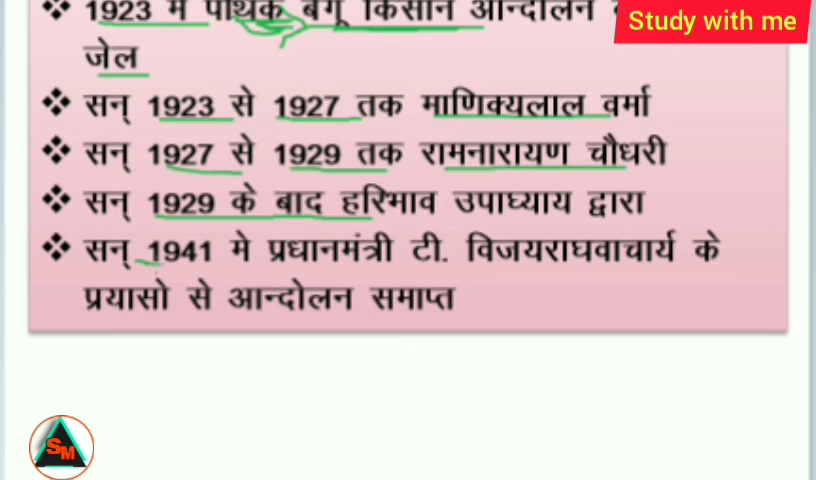 ❖ 1923 में पथिक बेगू किसान आन्दोलन
Study with me
जेल
❖ सन् 1923 से 1927 तक माणिक्यलाल वर्मा
❖ सन् 1927 से 1929 तक रामनारायण चौधरी
❖ सन् 1929 के बाद हरिभाव उपाध्याय द्वारा
❖ सन् 1941 मे प्रधानमंत्री टी. विजयराघवाचार्य के
प्रयासो से आन्दोलन समाप्त
SM